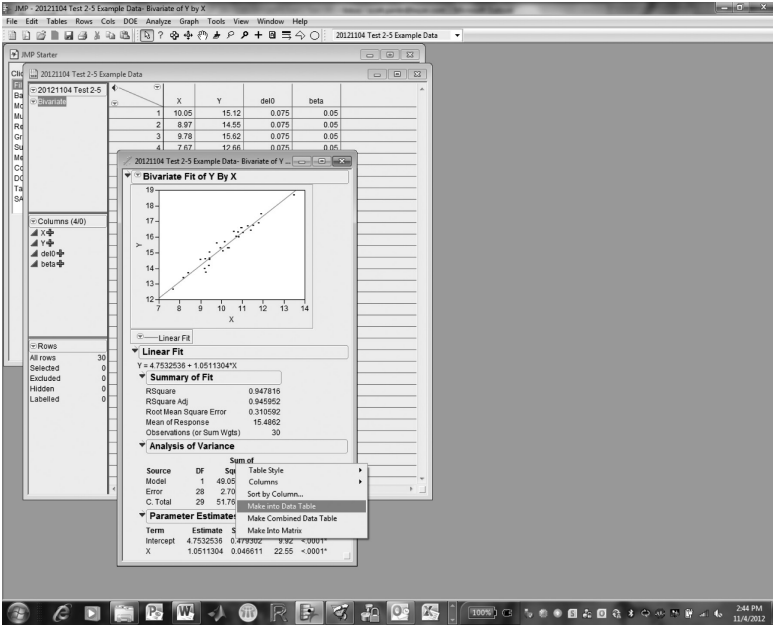 JMP - 20121104 Test 2-5 Example Data- Bivariate of Y by X
File Edit Tables Rows Cols DOE Analyze Graph Tools View Window Help
20121104 Test 2-5 Example Data
JMP Starter
20121104 Test 2-5 Example Data
20121104 Test 2-5
Bivariate
X Y del0 beta
1 10.05 15.12 0.075 0.05
2 8.97 14.55 0.075 0.05
3 9.78 15.62 0.075 0.05
4 7.67 12.66 0.075 0.05
20121104 Test 2-5 Example Data- Bivariate of Y ...
Bivariate Fit of Y By X
19
18
17
16
15
14
13
12
Y
7 8 9 10 11 12 13 14
X
Columns (4/0)
X
Y
del0
beta
Rows
All rows 30
Selected 0
Excluded 0
Hidden 0
Labelled 0
Linear Fit
Linear Fit
Y = 4.7532536 + 1.0511304*X
Summary of Fit
RSquare 0.947816
RSquare Adj 0.945952
Root Mean Square Error 0.310592
Mean of Response 15.4862
Observations (or Sum Wgts) 30
Analysis of Variance
Sum of
Source DF Squ
Model 1 49.05
Error 28 2.70
C. Total 29 51.76
Table Style
Columns
Sort by Column...
Make into Data Table
Make Combined Data Table
Make Into Matrix
Parameter Estimates
Term Estimate S
Intercept 4.7532536 0.479302 9.92 <.0001*
X 1.0511304 0.046611 22.55 <.0001*
100%
2:44 PM
11/4/2012